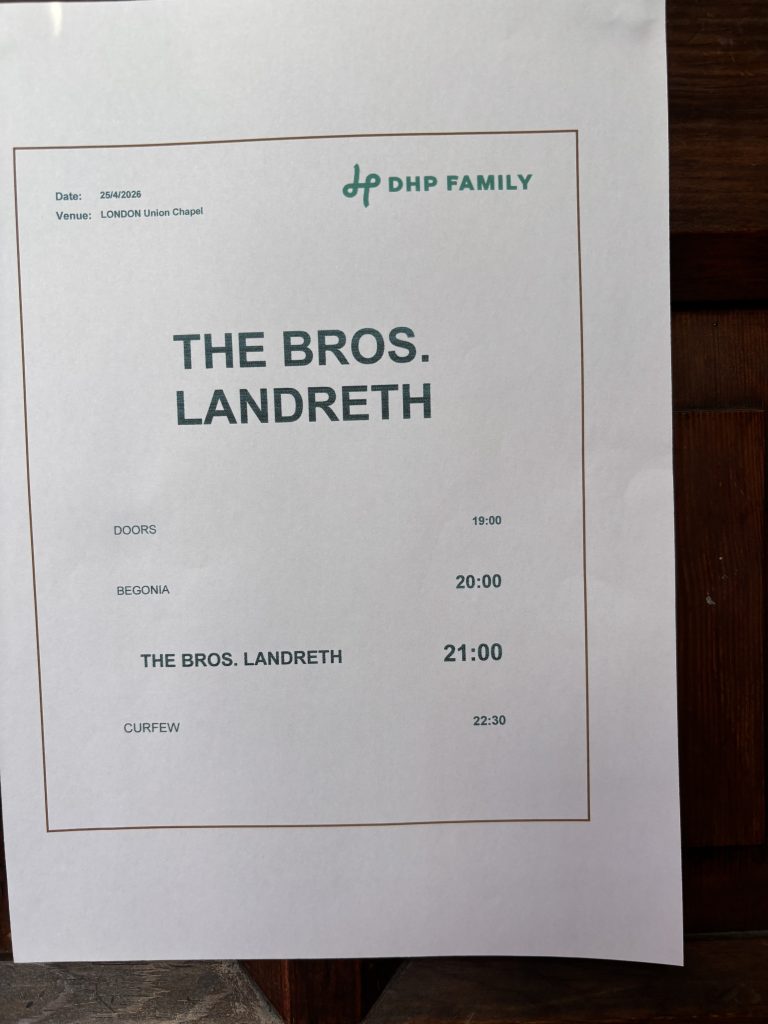 Date: 25/4/2026
Venue: LONDON Union Chapel
DHP FAMILY
THE BROS.
LANDRETH
DOORS 19:00
BEGONIA 20:00
THE BROS. LANDRETH 21:00
CURFEW 22:30